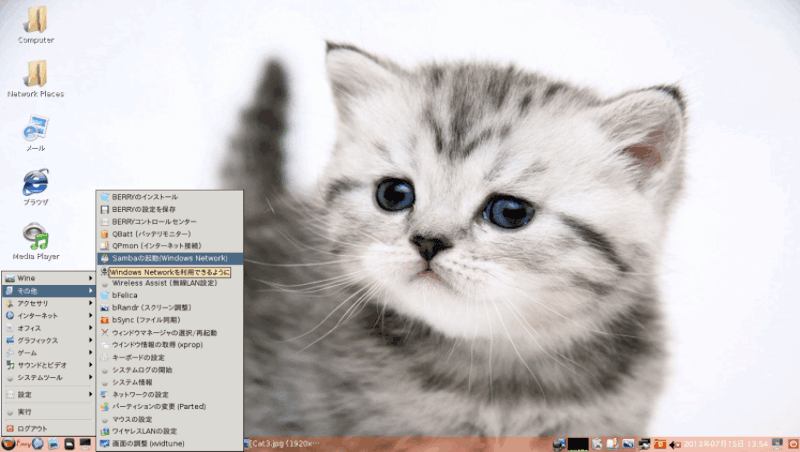 Computer
Network Places
メール
ブラウザ
Media Player
Wine
その他
アクセサリ
インターネット
オフィス
グラフィックス
ゲーム
サウンドとビデオ
システムツール
設定
実行
ログアウト
BERRYのインストール
BERRYの設定を保存
BERRYコントロールセンター
QBatt (バッテリモニター)
QPmon (インターネット接続)
Sambaの起動(Windows Network)
Windows Networkを利用できるように
Wireless Assist (無線LAN設定)
bFelica
bRandr (スクリーン調整)
bSync (ファイル同期)
ウィンドウマネージャの選択/再起動
ウインドウ情報の取得 (xprop)
キーボードの設定
システムログの開始
システム情報
ネットワークの設定
パーティションの変更 (Parted)
マウスの設定
ワイヤレスLANの設定
画面の調整 (xvidtune)
[Cat3.jpg (1920×···
2013年07月15日 13:54